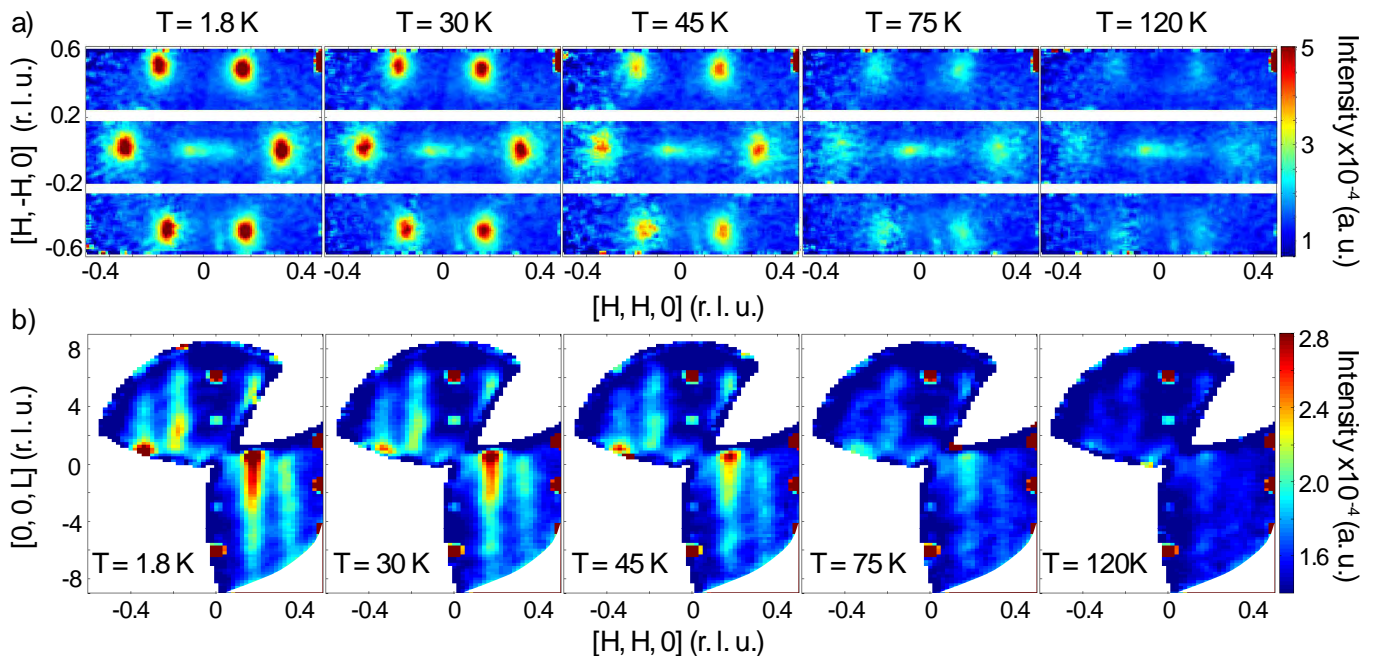 a)
T = 1.8 K
T = 30 K
T = 45 K
T = 75 K
T = 120 K
[H, -H, 0] (r. l. u.)
0.6
0.2
-0.2
-0.6
-0.4 0 0.4
-0.4 0 0.4
-0.4 0 0.4
-0.4 0 0.4
-0.4 0 0.4
[H, H, 0] (r. l. u.)
5
4
3
2
1
Intensity x10-4 (a. u.)
b)
[0, 0, L] (r. l. u.)
8
4
0
-4
-8
T = 1.8 K
T = 30 K
T = 45 K
T = 75 K
T = 120K
-0.4 0 0.4
-0.4 0 0.4
-0.4 0 0.4
-0.4 0 0.4
-0.4 0 0.4
[H, H, 0] (r. l. u.)
2.8
2.4
2.0
1.6
Intensity x10-4 (a. u.)